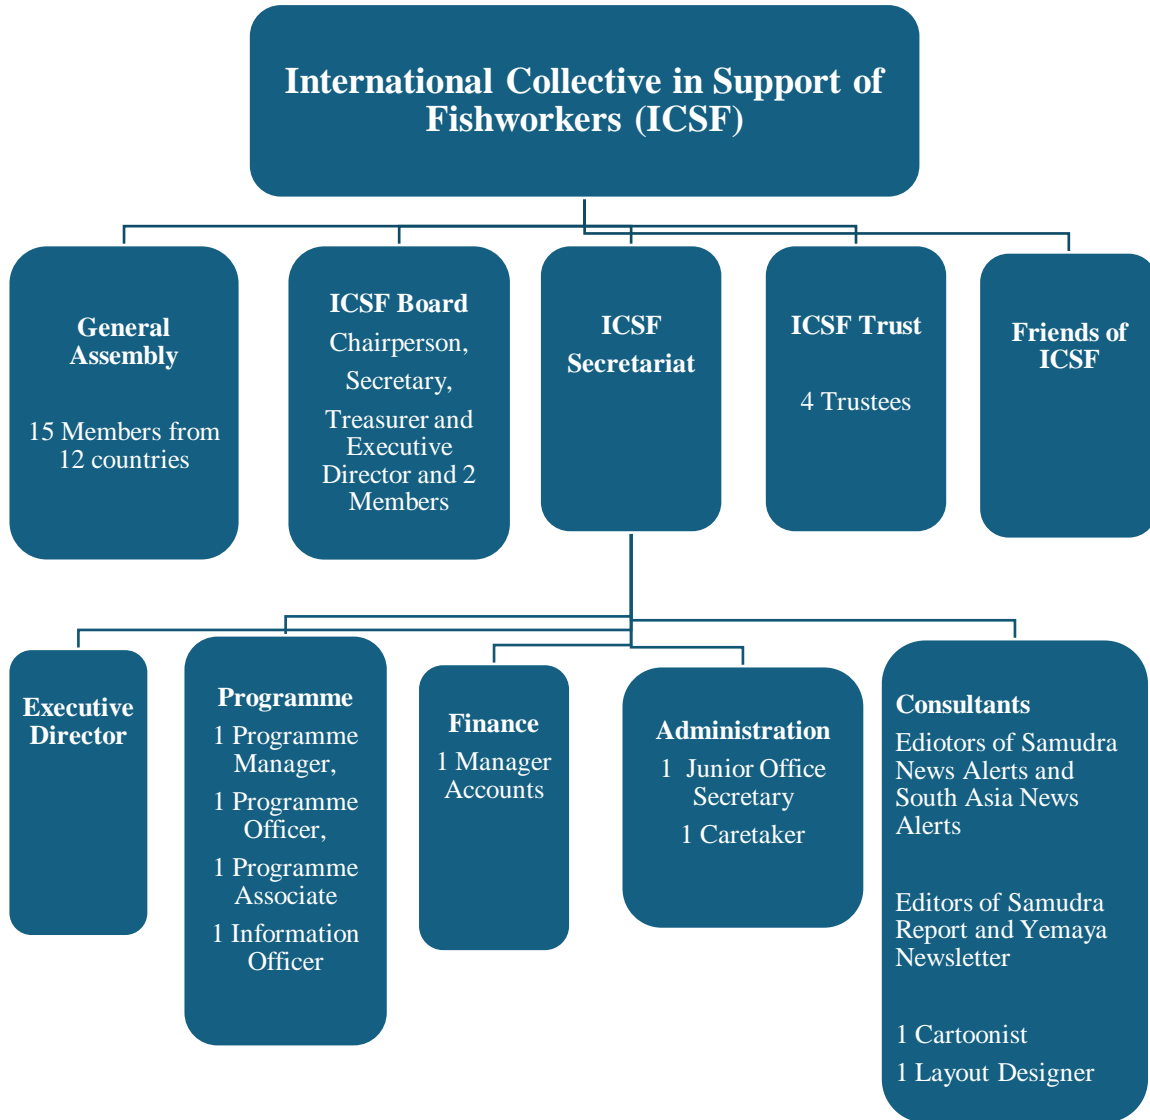 International Collective in Support of
Fishworkers (ICSF)
General
Assembly
15 Members from
12 countries
ICSF Board
Chairperson,
Secretary,
Treasurer and
Executive
Director and 2
Members
ICSF
Secretariat
ICSF Trust
4 Trustees
Friends of
ICSF
Executive
Director
Programme
1 Programme
Manager,
1 Programme
Officer,
1 Programme
Associate
1 Information
Officer
Finance
1 Manager
Accounts
Administration
1 Junior Office
Secretary
1 Caretaker
Consultants
Ediotors of Samudra
News Alerts and
South Asia News
Alerts
Editors of Samudra
Report and Yemaya
Newsletter
1 Cartoonist
1 Layout Designer